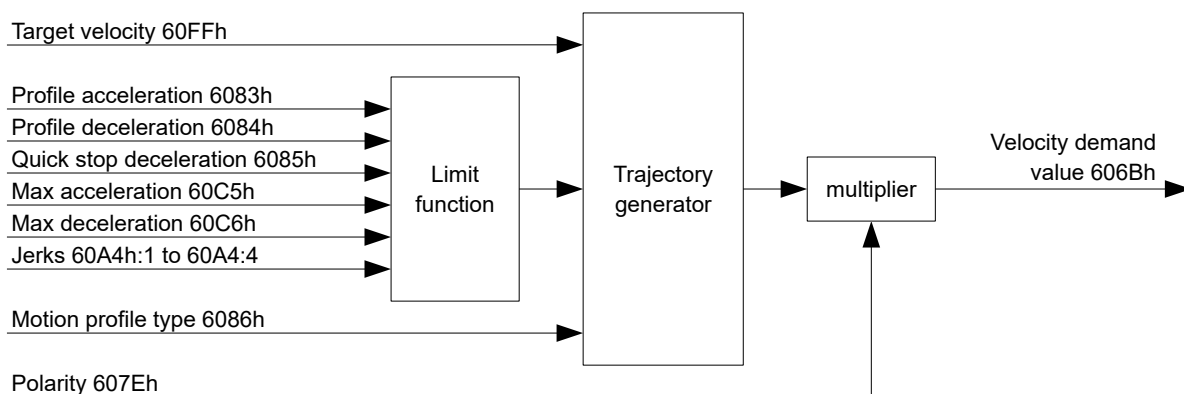 Target velocity 60FFh
Profile acceleration 6083h
Profile deceleration 6084h
Quick stop deceleration 6085h
Max acceleration 60C5h
Max deceleration 60C6h
Jerks 60A4h:1 to 60A4:4
Limit
function
Motion profile type 6086h
Trajectory
generator
multiplier
Velocity demand
value 606Bh
Polarity 607Eh